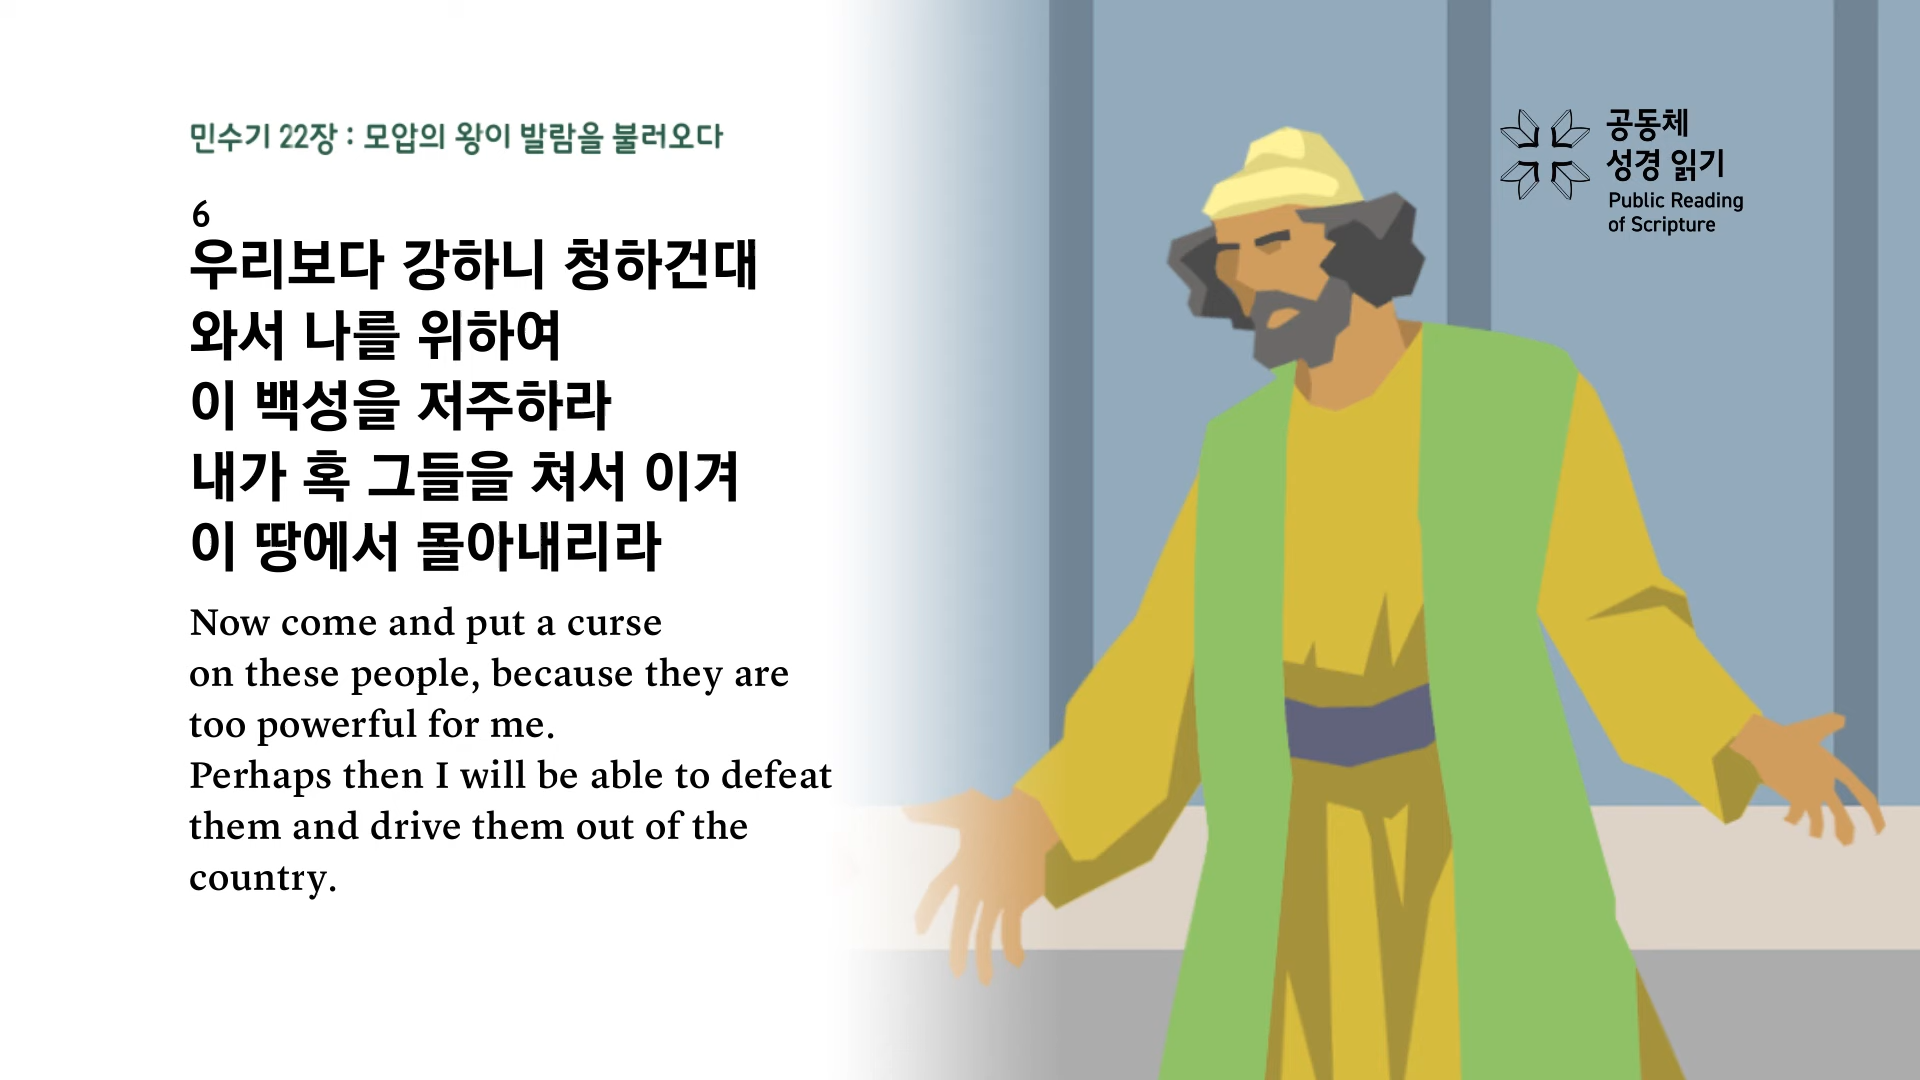 민수기 22장 : 모압의 왕이 발람을 불러오다
6
우리보다 강하니 청하건대
와서 나를 위하여
이 백성을 저주하라
내가 혹 그들을 쳐서 이겨
이 땅에서 몰아내리라
Now come and put a curse
on these people, because they are
too powerful for me.
Perhaps then I will be able to defeat
them and drive them out of the
country.
공동체
성경 읽기
Public Reading
of Scripture